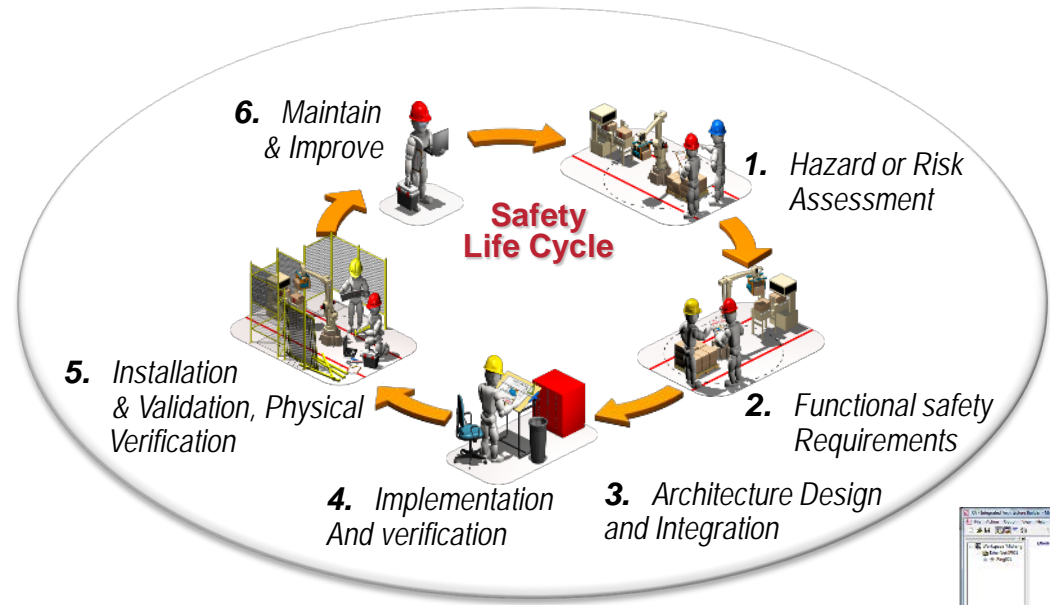 Safety
Life Cycle
1. Hazard or Risk
Assessment
2. Functional safety
Requirements
3. Architecture Design
and Integration
4. Implementation
And verification
5. Installation
& Validation, Physical
Verification
6. Maintain
& Improve